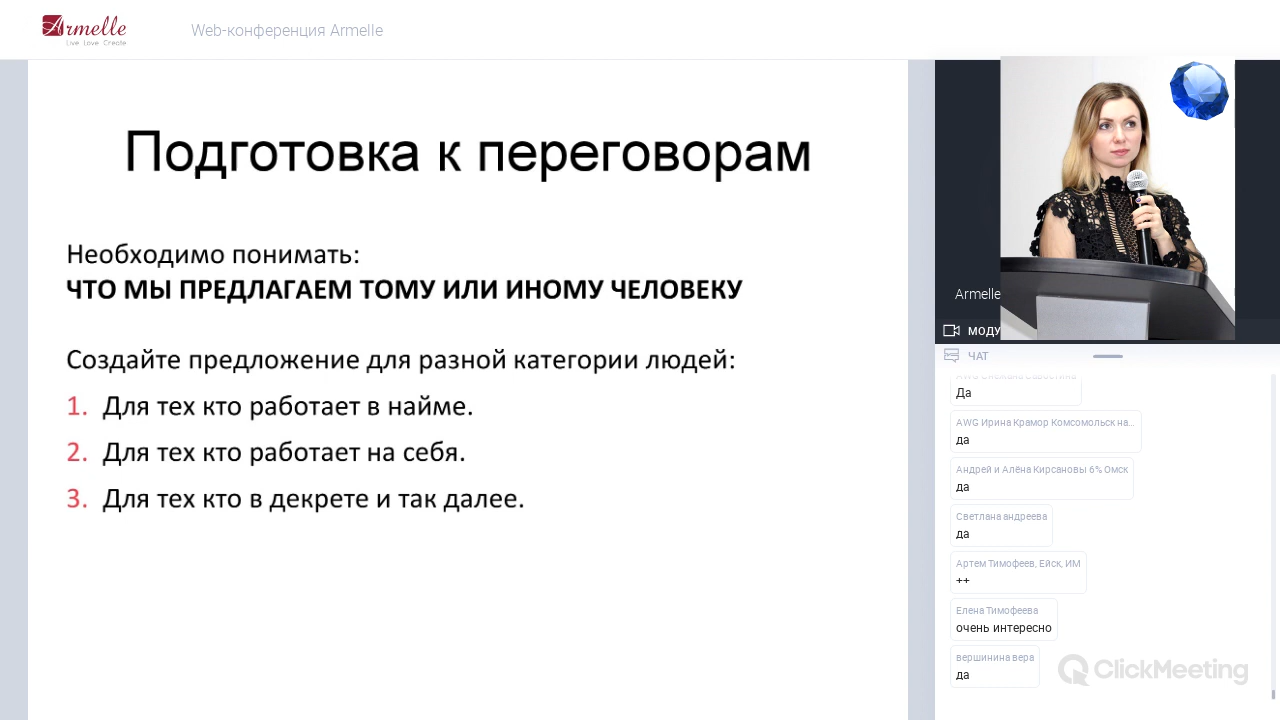 Armelle
Live Love Create
Web-конференция Armelle
Подготовка к переговорам
Необходимо понимать:
ЧТО МЫ ПРЕДЛАГАЕМ ТОМУ ИЛИ ИНОМУ ЧЕЛОВЕКУ
Создайте предложение для разной категории людей:
1. Для тех кто работает в найме.
2. Для тех кто работает на себя.
3. Для тех кто в декрете и так далее.
Armelle
МОДУ
ЧАТ
Да
AWG Ирина Крамор Комсомольск на...
да
Андрей и Алёна Кирсановы 6% Омск
да
Светлана андреева
да
Артем Тимофеев, Ейск, ИМ
++
Елена Тимофеева
очень интересно
вершинина вера
да
ClickMeeting